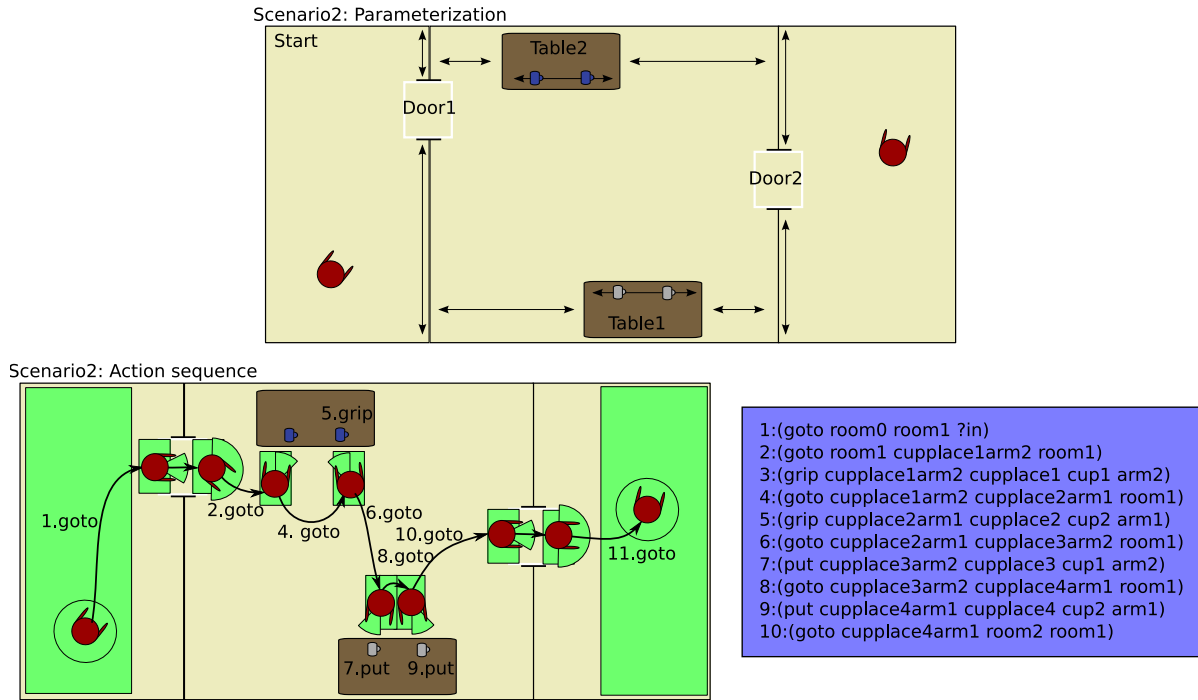 Scenario2: Parameterization
Start
Table2
Door1
Door2
Table1
Scenario2: Action sequence
5.grip
1.goto
2.goto
4. goto
6.goto
10.goto
8.goto
11.goto
7.put
9.put
1:(goto room0 room1 ?in)
2:(goto room1 cupplace1arm2 room1)
3:(grip cupplace1arm2 cupplace1 cup1 arm2)
4:(goto cupplace1arm2 cupplace2arm1 room1)
5:(grip cupplace2arm1 cupplace2 cup2 arm1)
6:(goto cupplace2arm1 cupplace3arm2 room1)
7:(put cupplace3arm2 cupplace3 cup1 arm2)
8:(goto cupplace3arm2 cupplace4arm1 room1)
9:(put cupplace4arm1 cupplace4 cup2 arm1)
10:(goto cupplace4arm1 room2 room1)